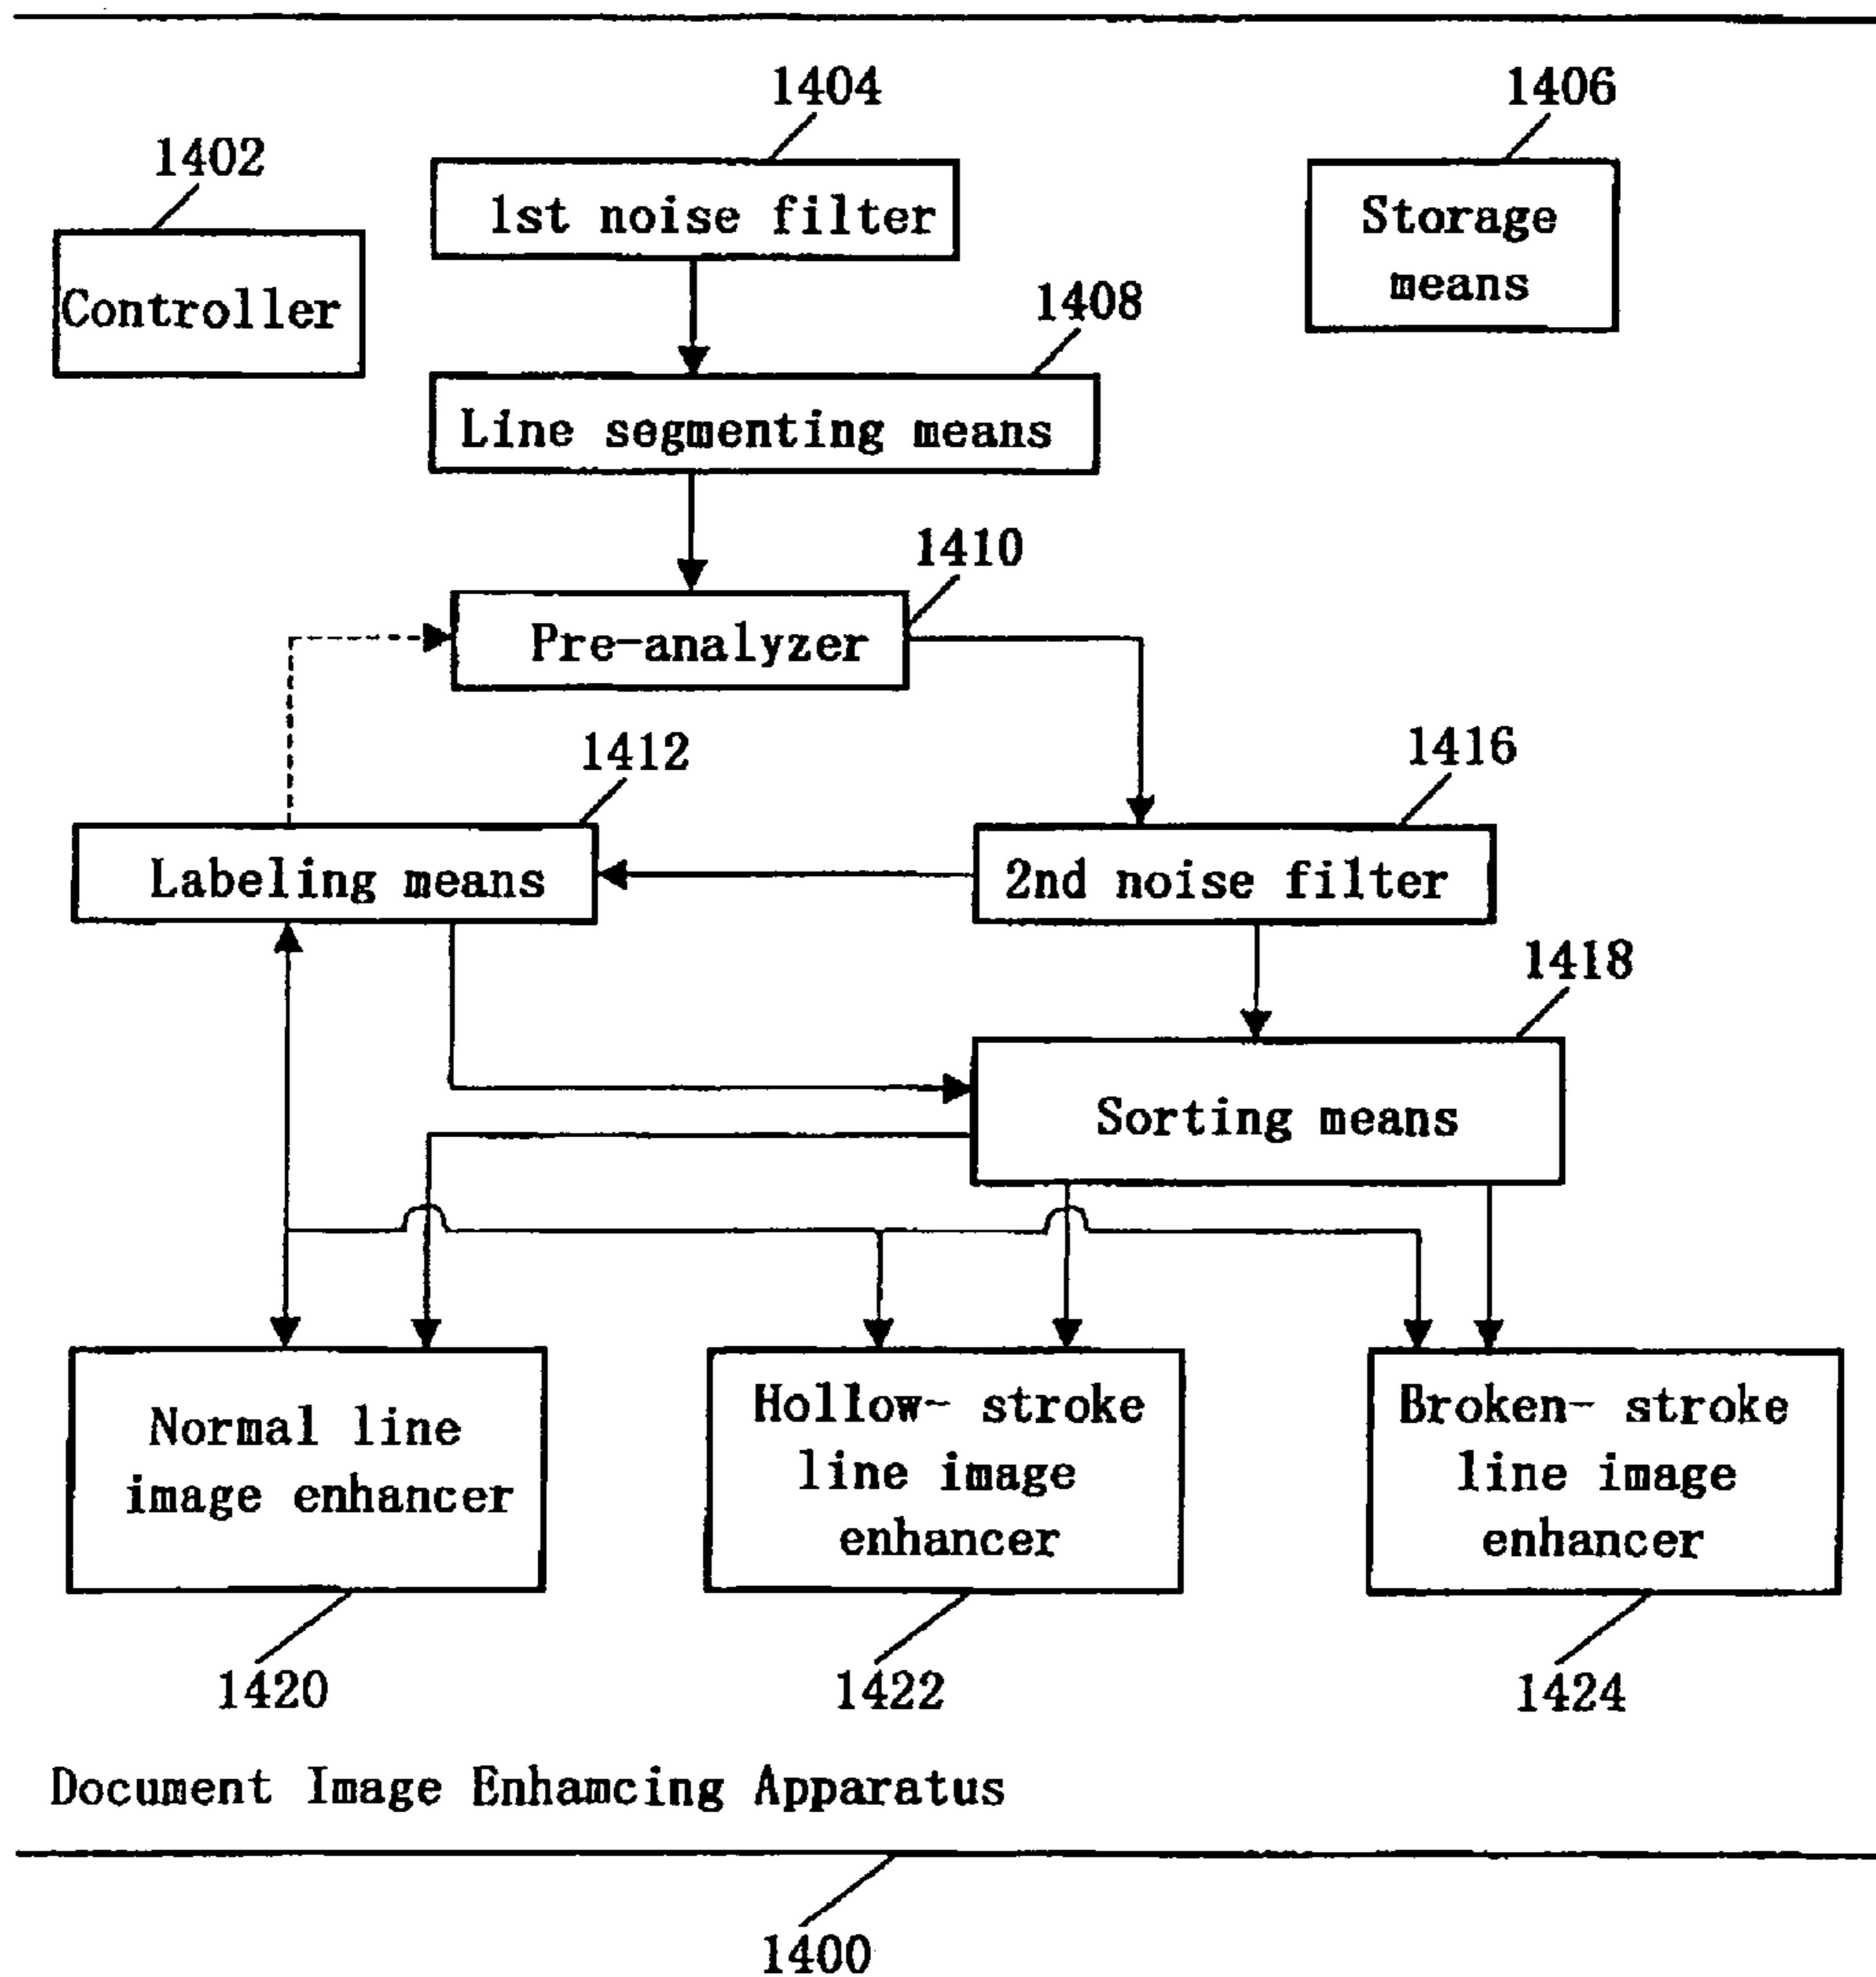 1404
1406
1402
1st noise filter
Storage
means
Controller
1408
Line segmenting means
1410
Pre-analyzer
1412
1416
Labeling means
2nd noise filter
1418
Sorting means
Normal line
image enhancer
Hollow- stroke
line image
enhancer
Broken- stroke
line image
enhancer
1420
1422
1424
Document Image Enhamcing Apparatus
1400